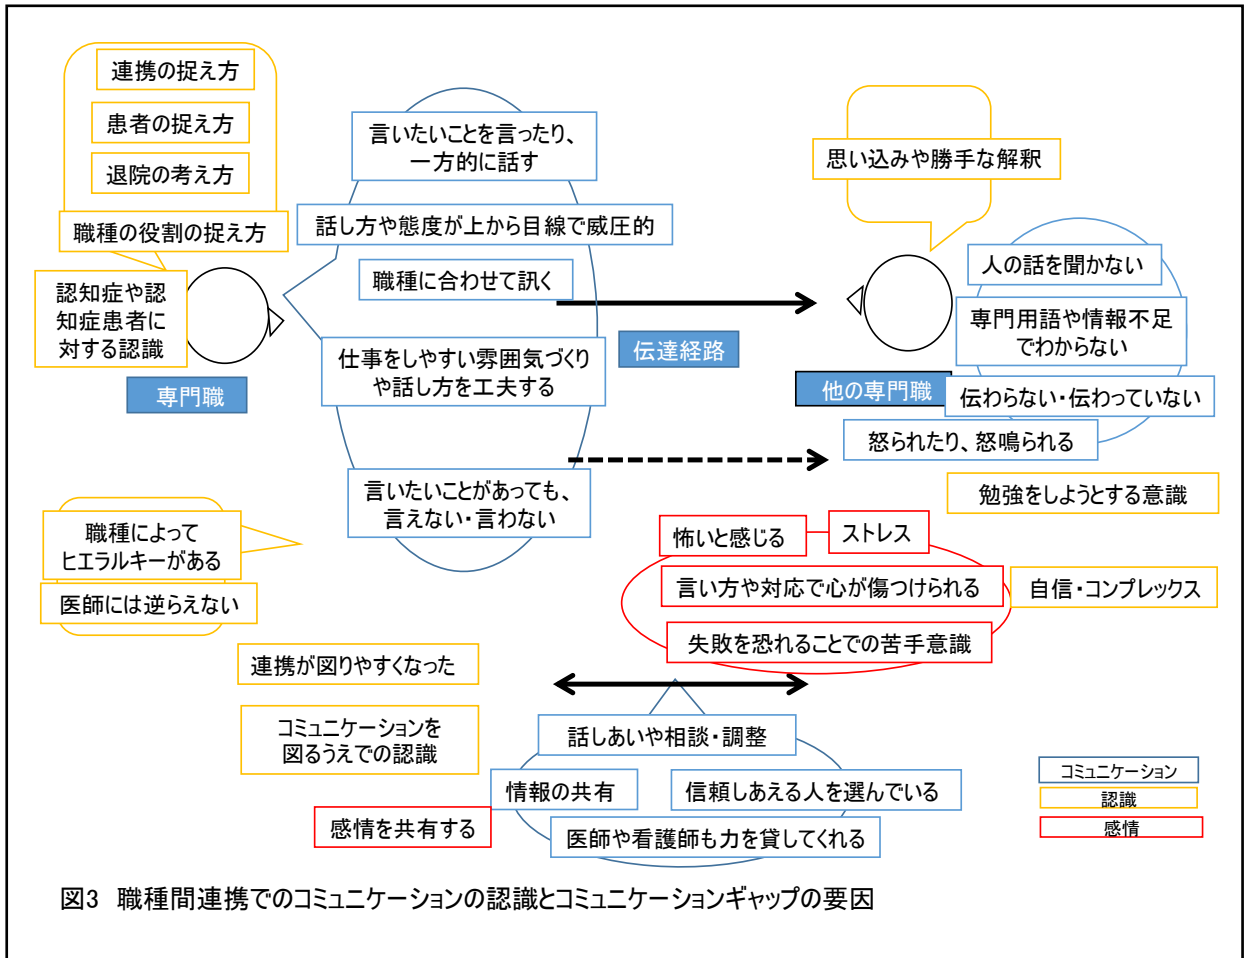 連携の捉え方
患者の捉え方
退院の考え方
職種の役割の捉え方
認知症や認
知症患者に
対する認識
専門職
言いたいことを言ったり、
一方的に話す
話し方や態度が上から目線で威圧的
職種に合わせて訊く
仕事をしやすい雰囲気づくり
や話し方を工夫する
言いたいことがあっても、
言えない・言わない
伝達経路
思い込みや勝手な解釈
人の話を聞かない
専門用語や情報不足
でわからない
他の専門職
伝わらない・伝わっていない
怒られたり、怒鳴られる
勉強をしようとする意識
職種によって
ヒエラルキーがある
医師には逆らえない
怖いと感じる
ストレス
言い方や対応で心が傷つけられる
自信・コンプレックス
失敗を恐れることでの苦手意識
連携が図りやすくなった
コミュニケーションを
図るうえでの認識
話しあいや相談・調整
情報の共有
信頼しあえる人を選んでいる
感情を共有する
医師や看護師も力を貸してくれる
コミュニケーション
認識
感情
図3 職種間連携でのコミュニケーションの認識とコミュニケーションギャップの要因